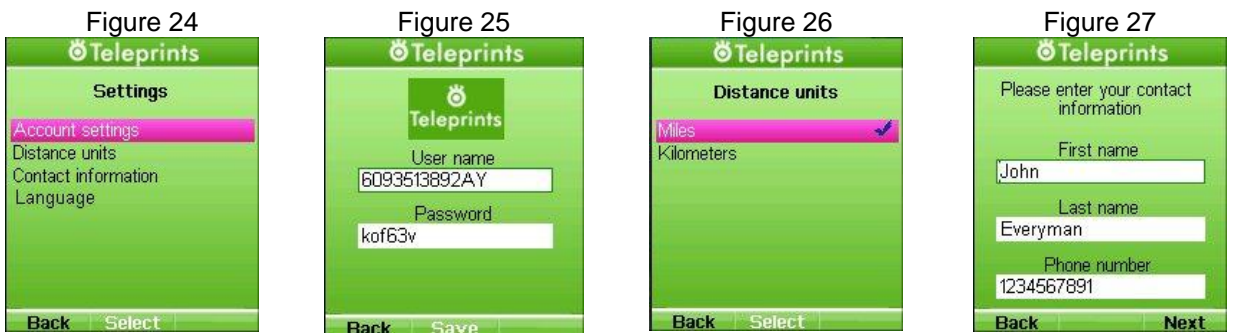 Figure 24
Teleprints
Settings
Account settings
Distance units
Contact information
Language
Back Select
Figure 25
Teleprints
Teleprints
User name
6093513892AY
Password
kof63v
Back Save
Figure 26
Teleprints
Distance units
Miles
Kilometers
Back Select
Figure 27
Teleprints
Please enter your contact
information
First name
John
Last name
Everyman
Phone number
1234567891
Back Next